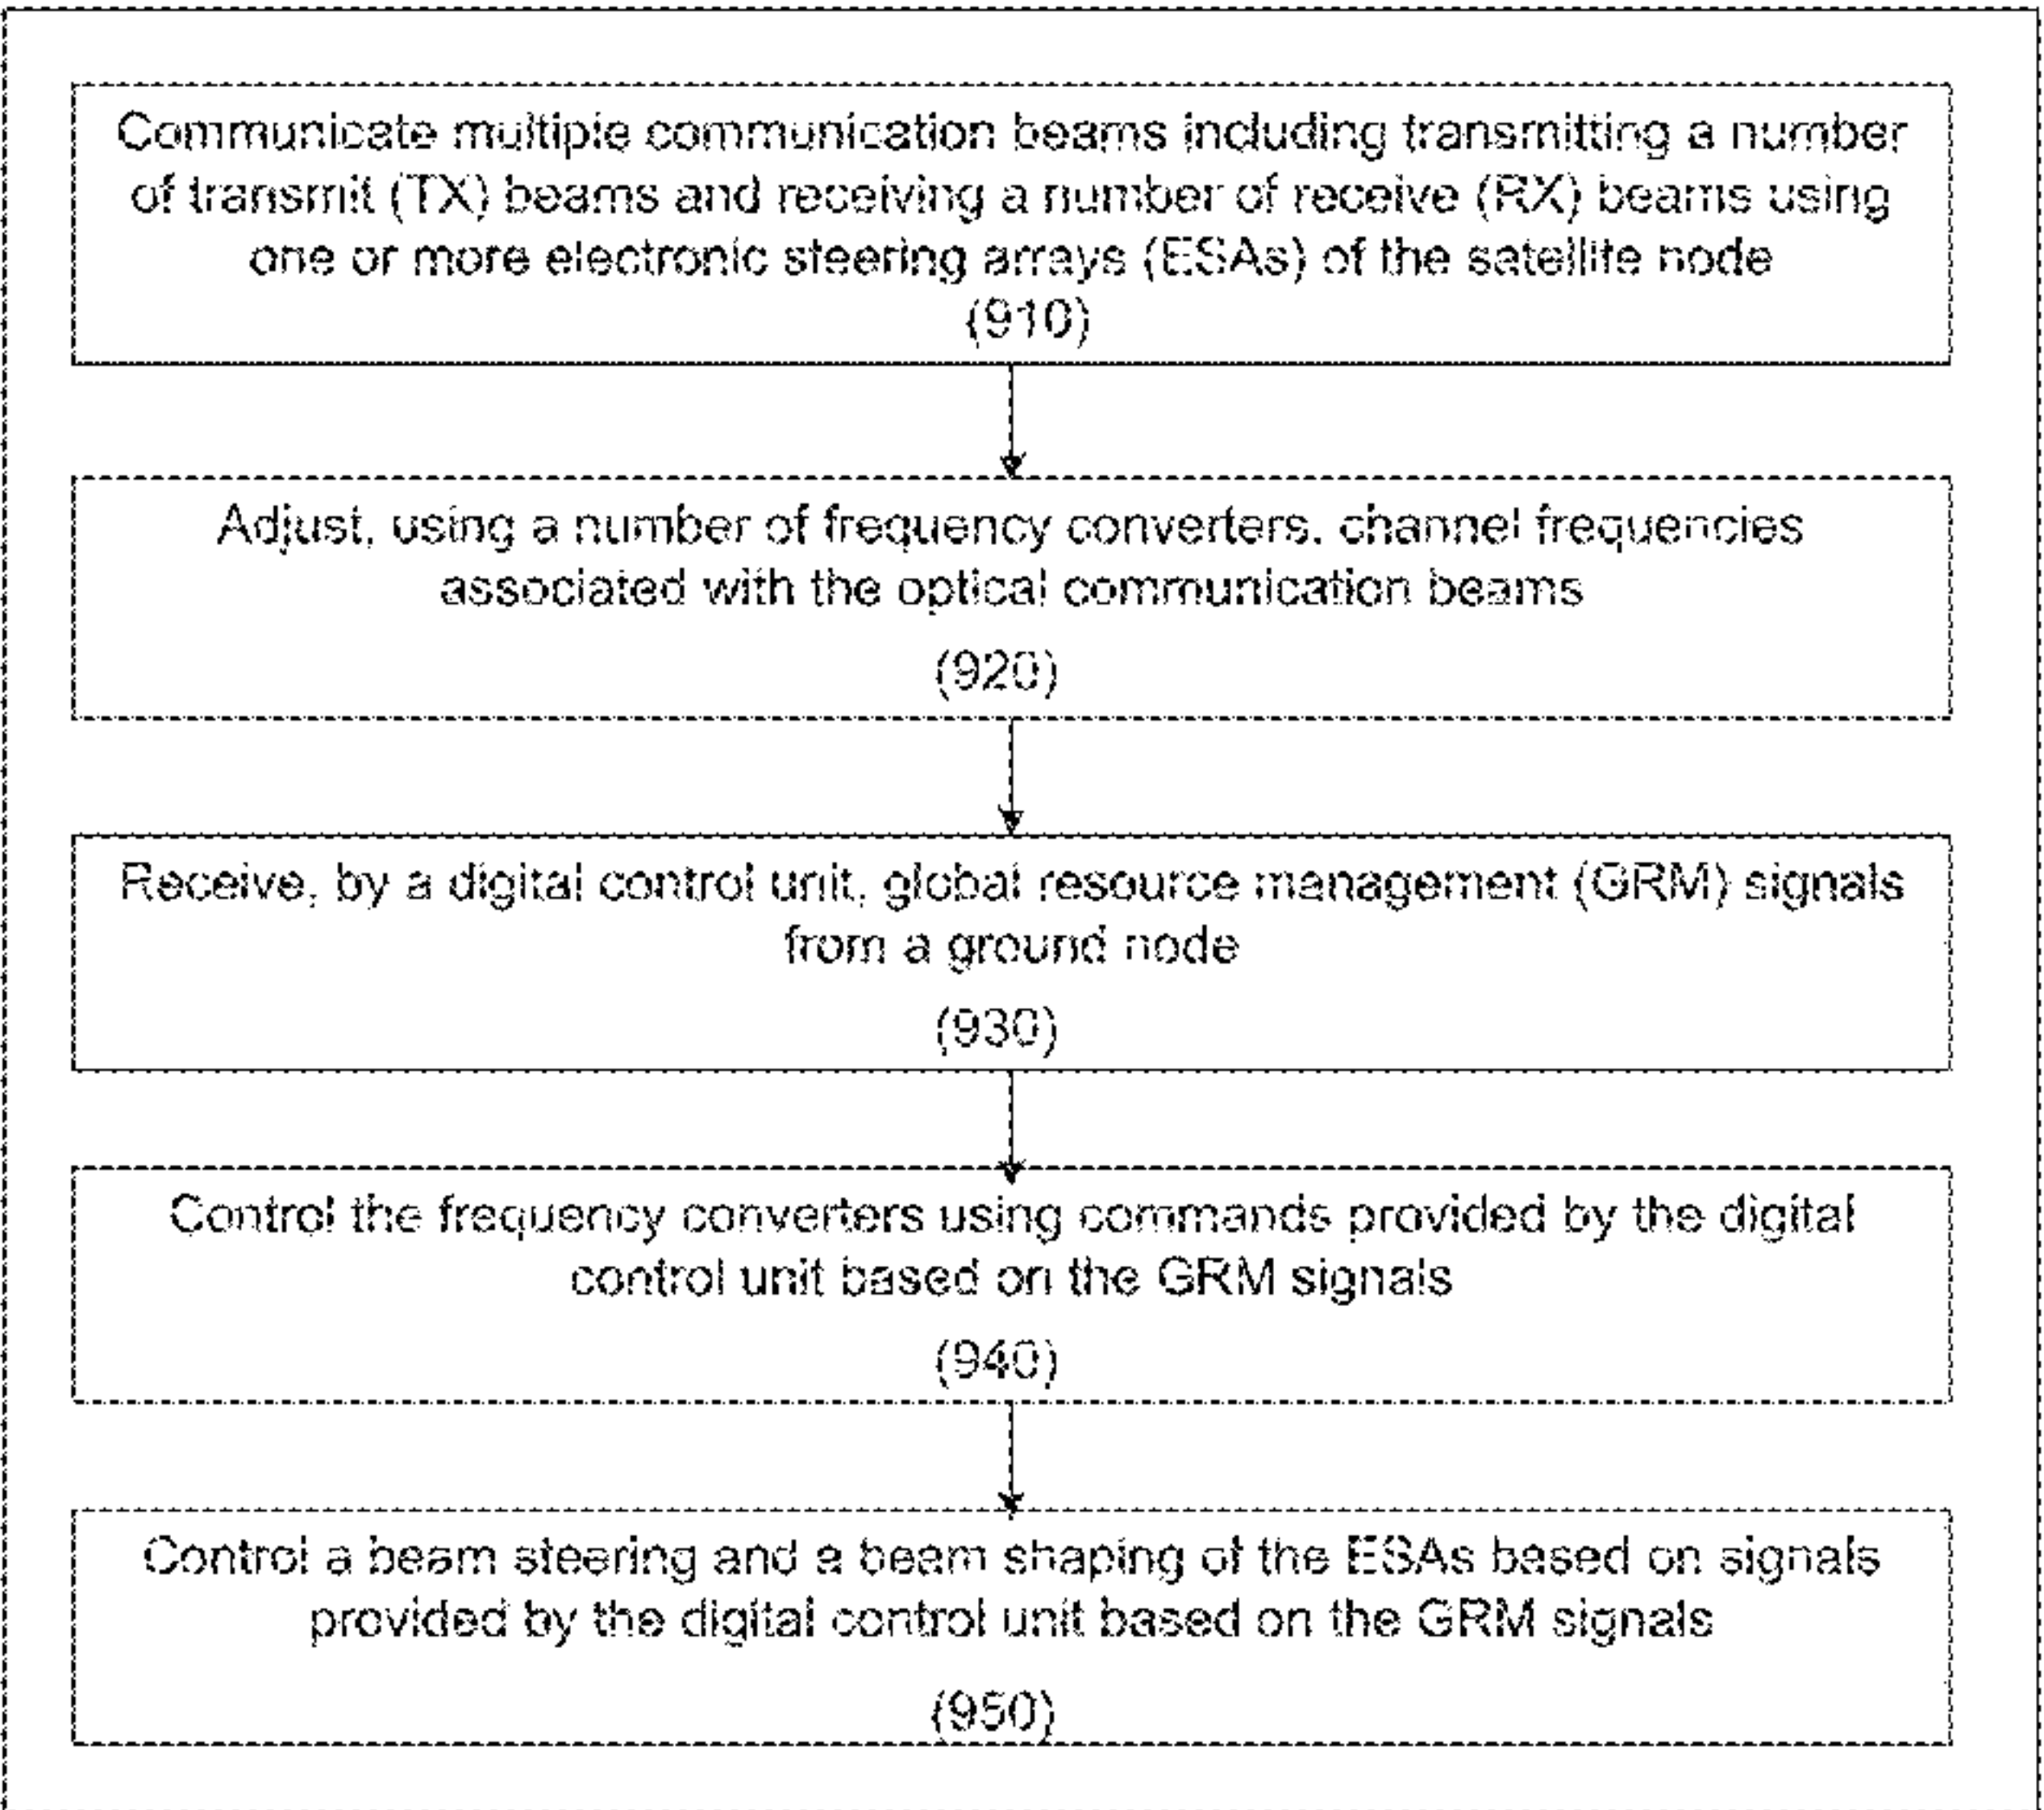 Communicate multiple communication beams including transmitting a number
of transmit (TX) beams and receiving a number of receive (RX) beams using
one or more electronic steering arrays (ESAs) of the satellite node
(910)
Adjust, using a number of frequency converters, channel frequencies
associated with the optical communication beams
(920)
Receive, by a digital control unit, global resource management (GRM) signals
from a ground node
(930)
Control the frequency converters using commands provided by the digital
control unit based on the GRM signals
(940)
Control a beam steering and a beam shaping of the ESAs based on signals
provided by the digital control unit based on the GRM signals
(950)